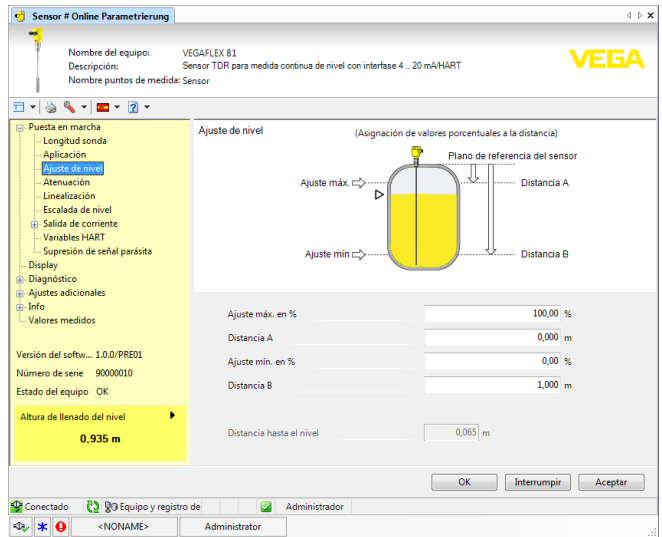 Sensor # Online Parametrierung
Nombre del equipo: VEGAFLEX 81
Descripción: Sensor TDR para medida continua de nivel con interfase 4 .. 20 mA/HART
Nombre puntos de medida: Sensor
VEGA
Puesta en marcha
Longitud sonda
Aplicación
Ajuste de nivel
Atenuación
Linealización
Escalada de nivel
Salida de corriente
Variables HART
Supresión de señal parásita
Display
Diagnóstico
Ajustes adicionales
Info
Valores medidos
Versión del softw... 1.0.0/PRE01
Número de serie 90000010
Estado del equipo OK
Altura de llenado del nivel
0,935 m
Ajuste de nivel
(Asignación de valores porcentuales a la distancia)
Plano de referencia del sensor
Ajuste máx.
Distancia A
Ajuste mín
Distancia B
Ajuste máx. en % 100,00 %
Distancia A 0,000 m
Ajuste mín. en % 0,00 %
Distancia B 1,000 m
Distancia hasta el nivel 0,065 m
OK Interrumpir Aceptar
Conectado Equipo y registro de Administrador
<NONAME> Administrator